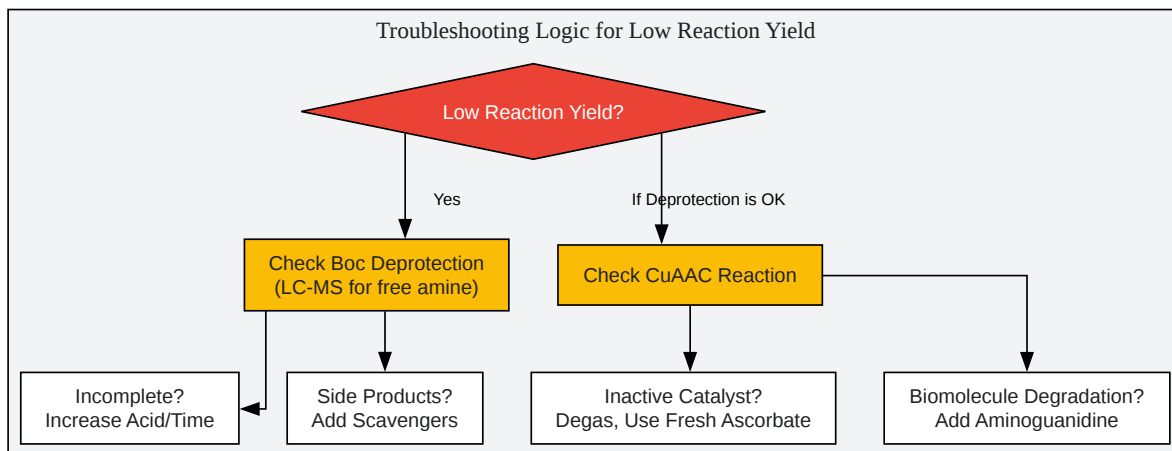 Troubleshooting Logic for Low Reaction Yield
Low Reaction Yield?
Yes
If Deprotection is OK
Check Boc Deprotection
(LC-MS for free amine)
Check CuAAC Reaction
Incomplete?
Increase Acid/Time
Side Products?
Add Scavengers
Inactive Catalyst?
Degas, Use Fresh Ascorbate
Biomolecule Degradation?
Add Aminoguanidine